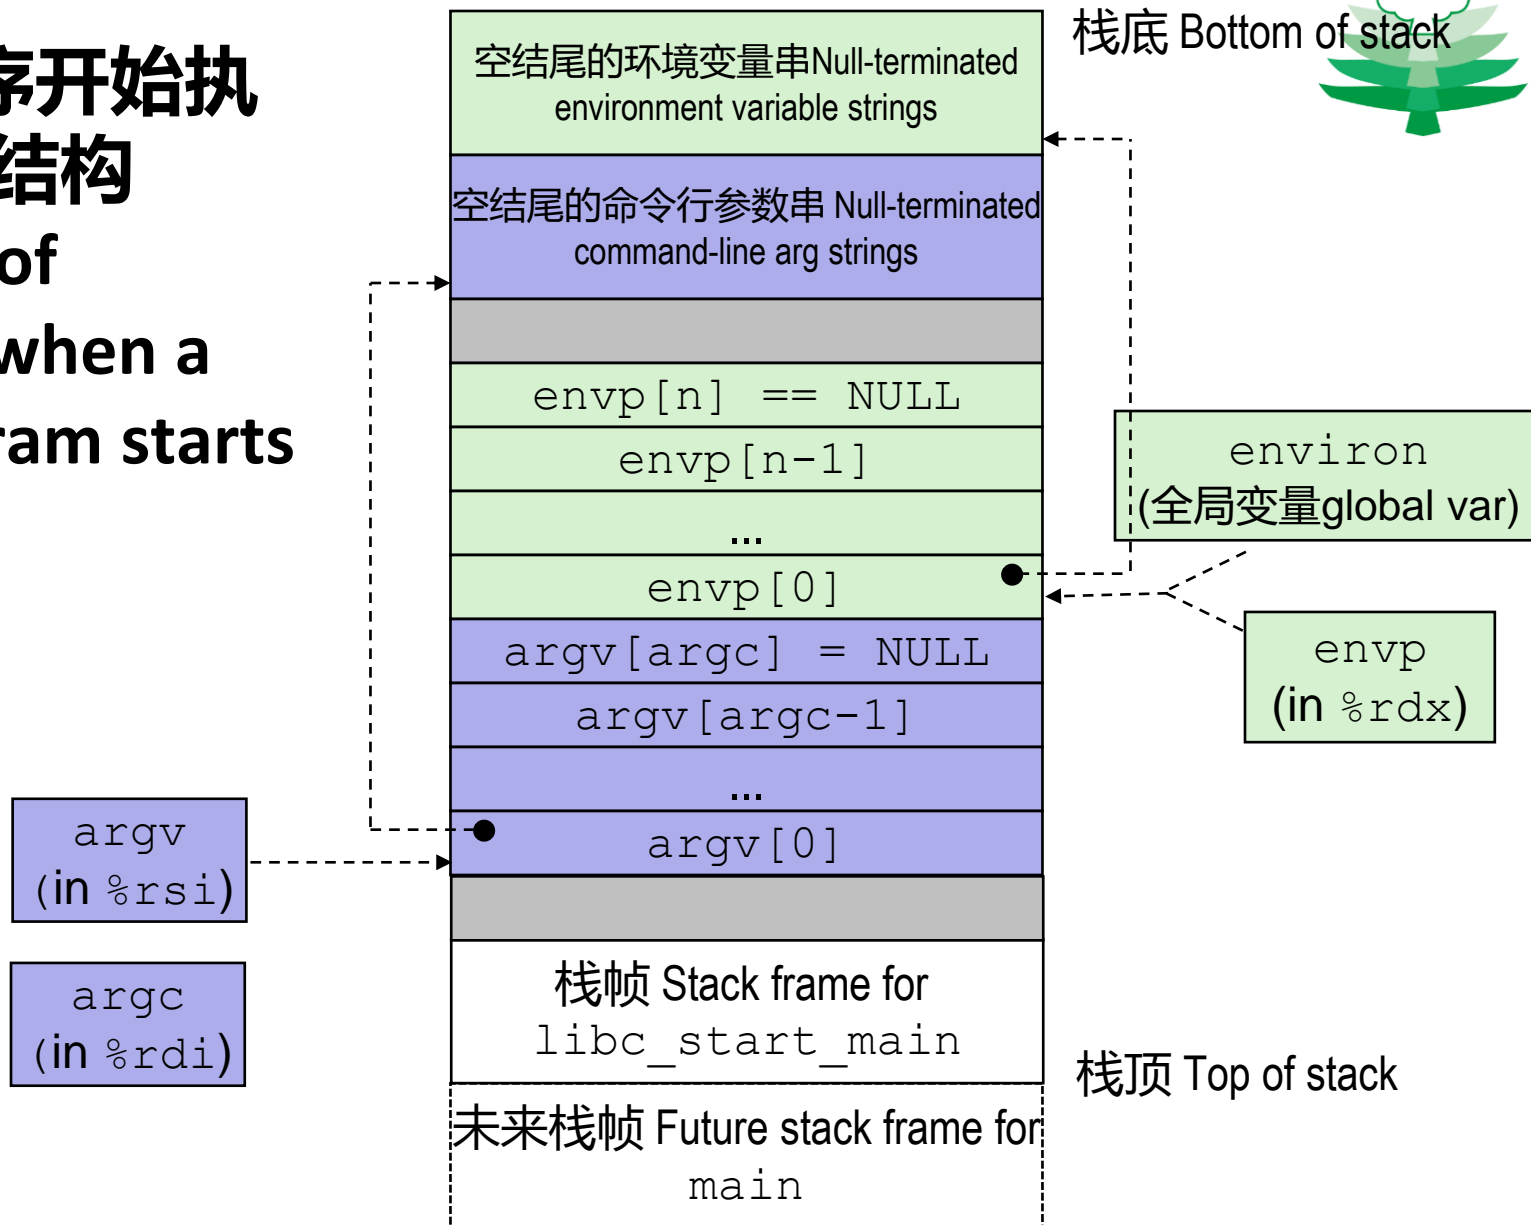 序开始执
结构
of
when a
ram starts
栈底 Bottom of stack
空结尾的环境变量串Null-terminated
environment variable strings
空结尾的命令行参数串 Null-terminated
command-line arg strings
envp[n] == NULL
envp[n-1]
...
envp[0]
argv[argc] = NULL
argv[argc-1]
...
argv[0]
environ
(全局变量global var)
envp
(in %rdx)
argv
(in %rsi)
argc
(in %rdi)
栈帧 Stack frame for
libc_start_main
栈顶 Top of stack
未来栈帧 Future stack frame for
main